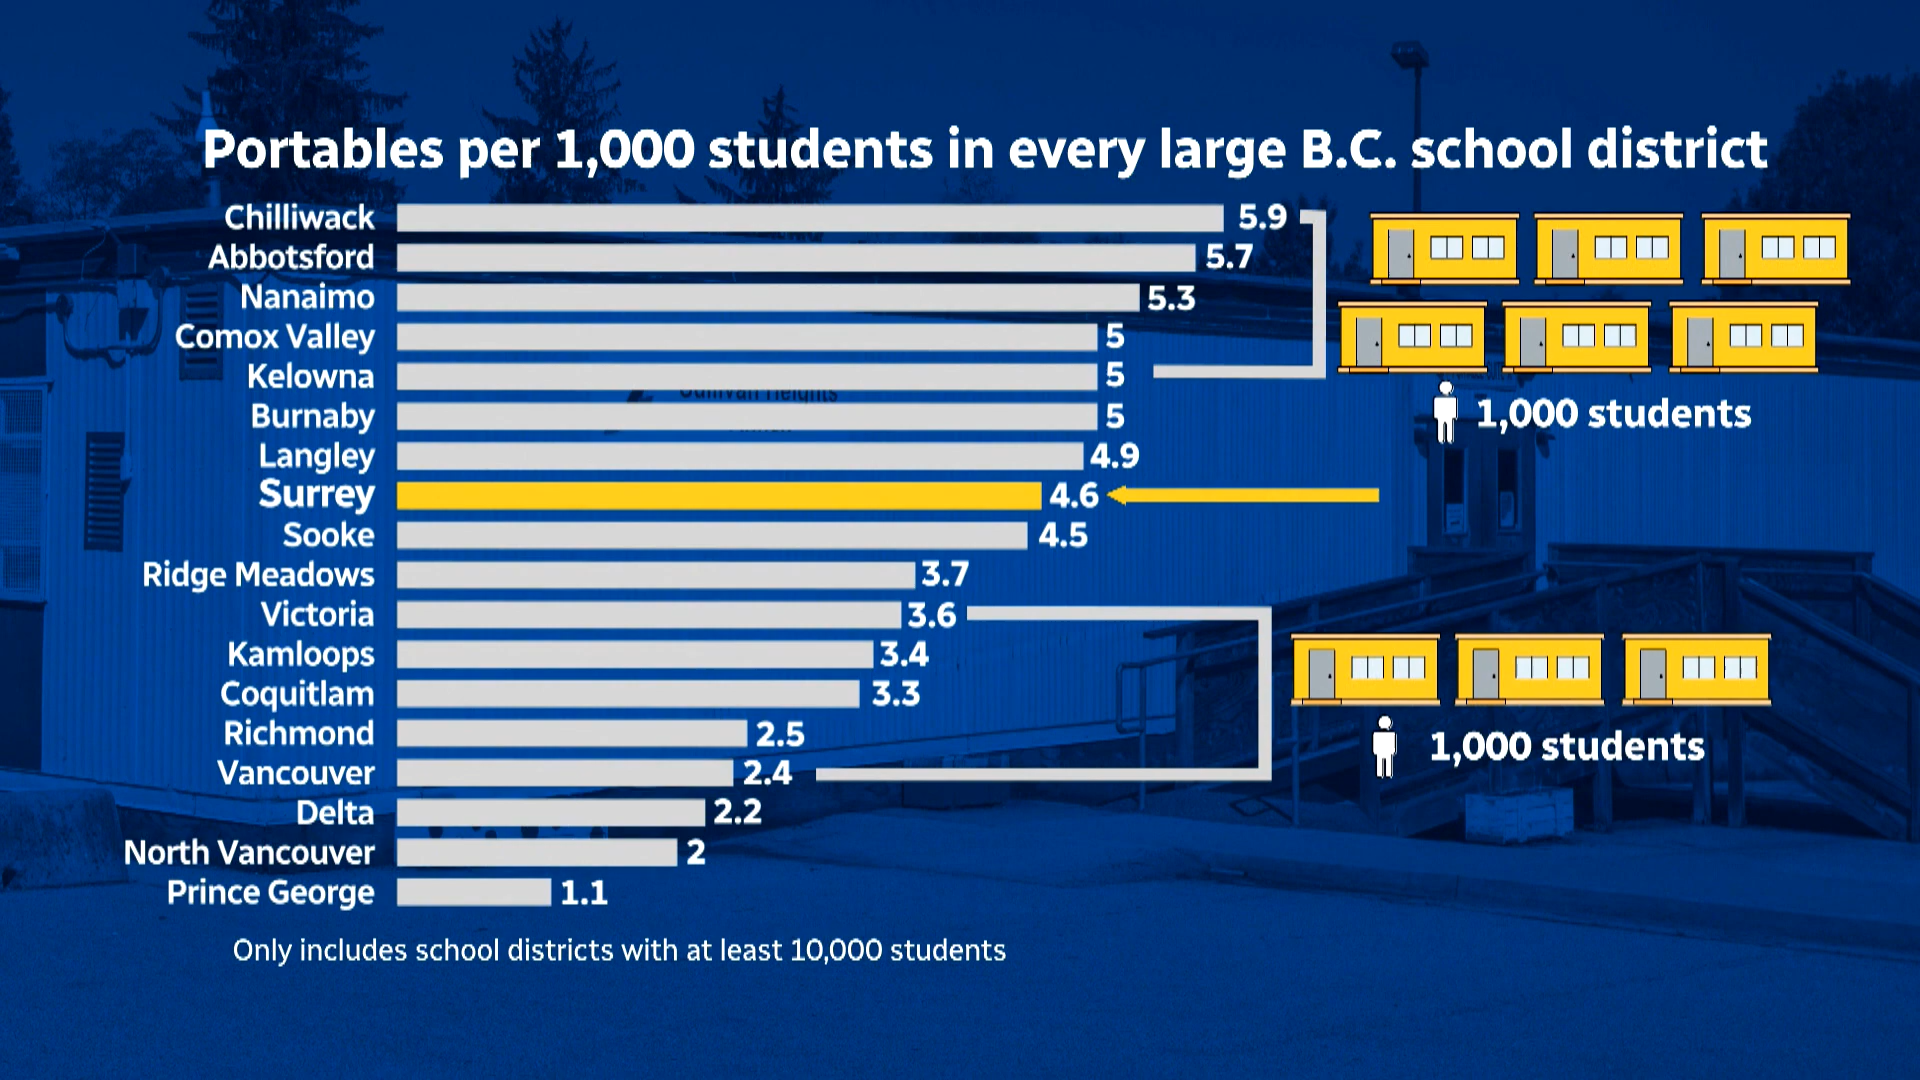 Portables per 1,000 students in every large B.C. school district
Chilliwack 5.9
Abbotsford 5.7
Nanaimo 5.3
Comox Valley 5
Kelowna 5
Sullivan Heights
Burnaby 5
Langley 4.9
Surrey 4.6
Sooke 4.5
Ridge Meadows 3.7
Victoria 3.6
Kamloops 3.4
Coquitlam 3.3
Richmond 2.5
Vancouver 2.4
Delta 2.2
North Vancouver 2
Prince George 1.1
1,000 students
1,000 students
Only includes school districts with at least 10,000 students